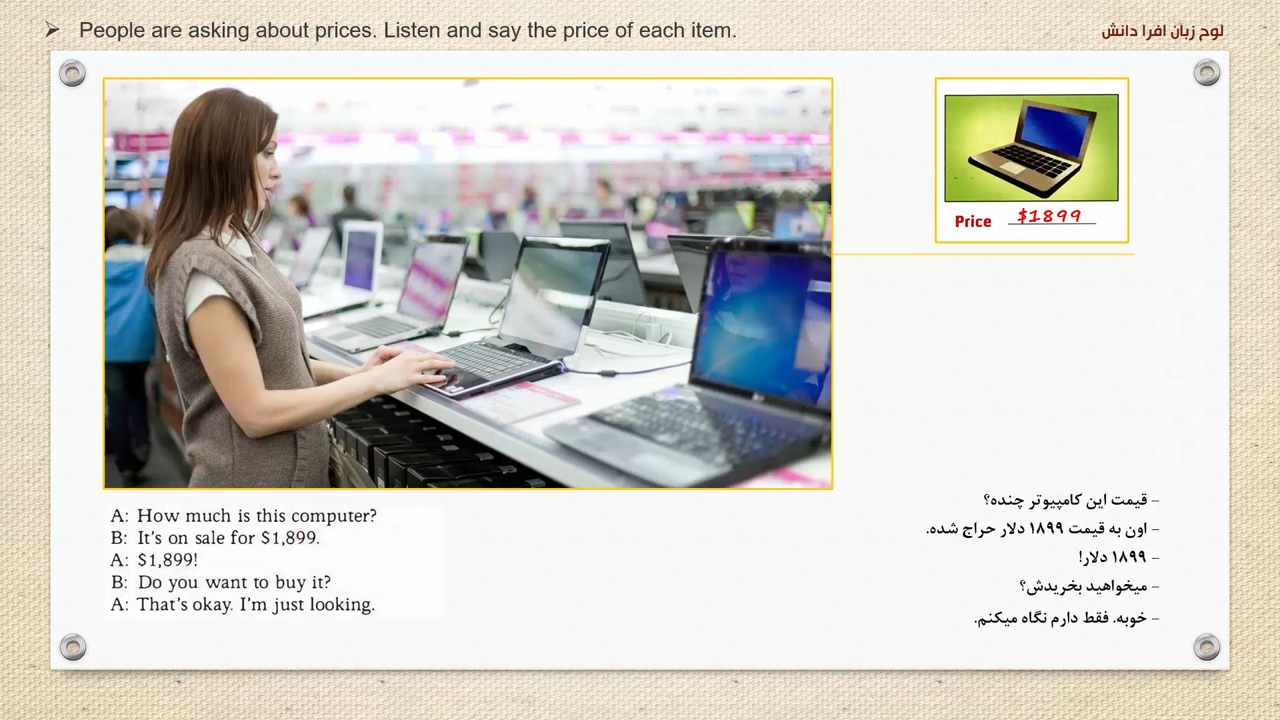 ➢ People are asking about prices. Listen and say the price of each item.
لوح زبان افرا دانش
Price $1899
A: How much is this computer?
B: It's on sale for $1,899.
A: $1,899!
B: Do you want to buy it?
A: That's okay. I'm just looking.
– قیمت این کامپیوتر چنده؟
– اون به قیمت ۱۸۹۹ دلار حراج شده.
– ۱۸۹۹ دلار!
– میخواهید بخریدش؟
– خوبه. فقط دارم نگاه میکنم.